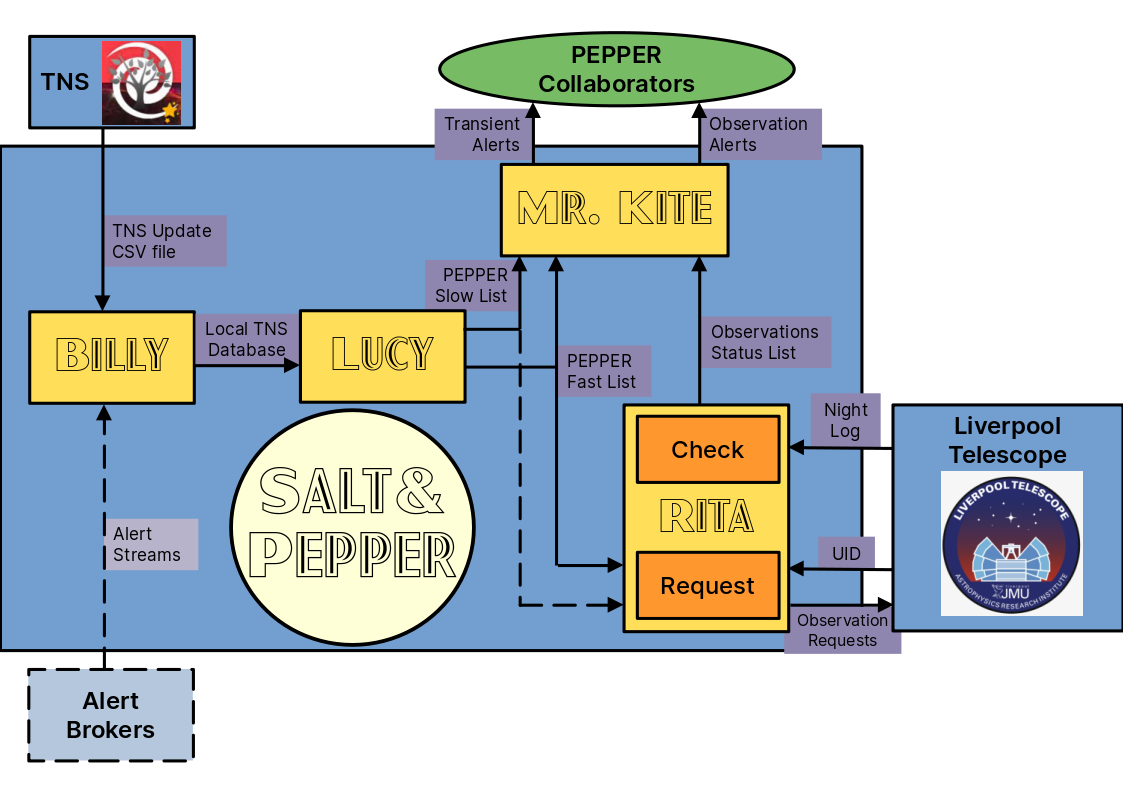 TNS
PEPPER
Collaborators
Transient
Alerts
Observation
Alerts
MR. KITE
TNS Update
CSV file
PEPPER
Slow List
Local TNS
Database
BILLY
LUCY
PEPPER
Fast List
Observations
Status List
Night
Log
Liverpool
Telescope
LIVERPOOL TELESCOPE
JMU
ASTROPHYSICS RESEARCH INSTITUTE
Check
RITA
Request
SALT &
PEPPER
UID
Observation
Requests
Alert
Streams
Alert
Brokers